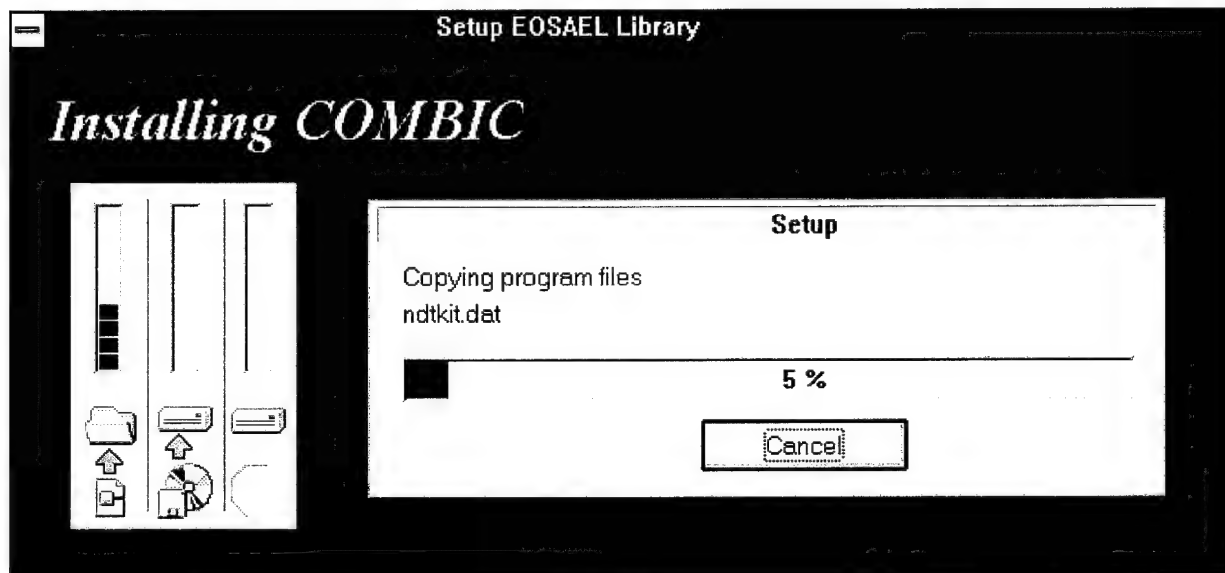 Setup EOSAEL Library
Installing COMBIC
Setup
Copying program files
ndtkit.dat
5 %
Cancel